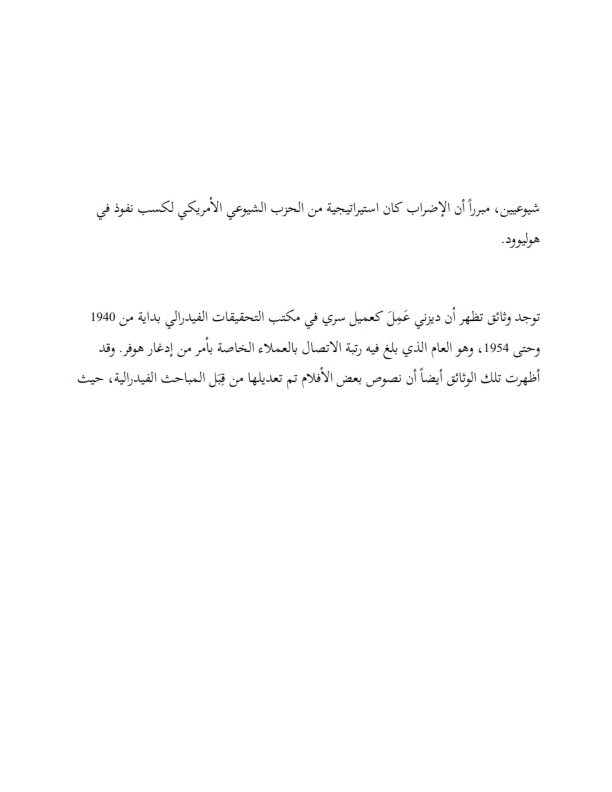 شيوعيين، مبرراً أن الإضراب كان استيراتيجية من الحزب الشيوعي الأمريكي لكسب نفوذ في
هوليوود.
توجد وثائق تظهر أن ديزني عَمِلَ كعميل سري في مكتب التحقيقات الفيدرالي بداية من 1940
وحتى 1954، وهو العام الذي بلغ فيه رتبة الاتصال بالعملاء الخاصة بأمر من إدغار هوفر. وقد
أظهرت تلك الوثائق أيضاً أن نصوص بعض الأفلام تم تعديلها من قِبَل المباحث الفيدرالية، حيث